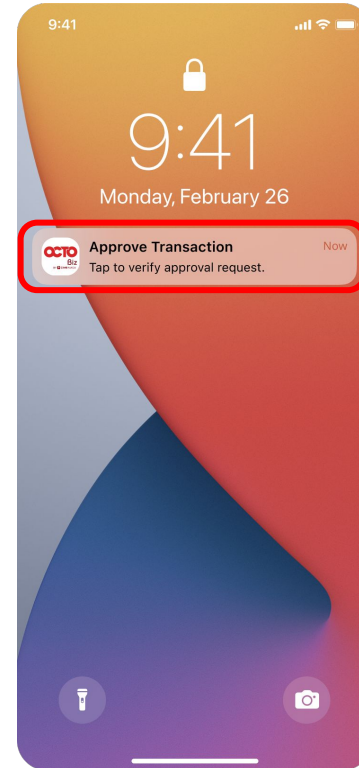 9:41
9:41
Monday, February 26
OCTO
Biz
Approve Transaction
Now
Tap to verify approval request.